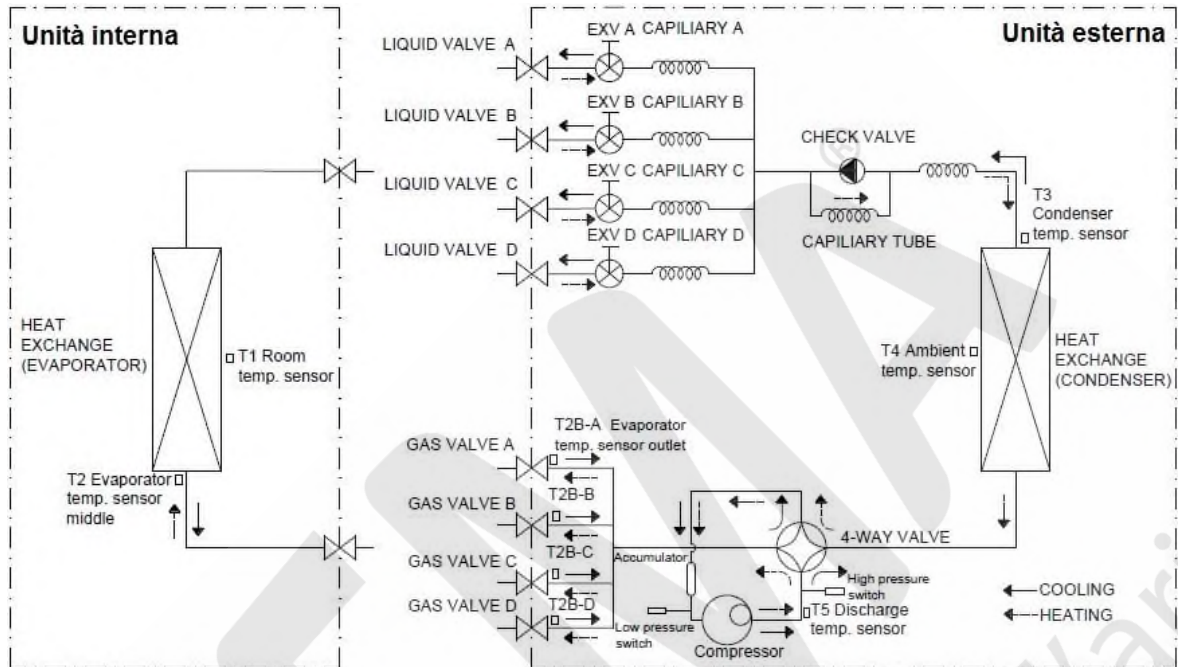 Unità interna
Unità esterna
LIQUID VALVE A
EXV A CAPILIARY A
LIQUID VALVE B
EXV B CAPILIARY B
CHECK VALVE
LIQUID VALVE C
EXV C CAPILIARY C
T3
Condenser
temp. sensor
CAPILIARY TUBE
LIQUID VALVE D
EXV D CAPILIARY D
HEAT
EXCHANGE
(EVAPORATOR)
T1 Room
temp. sensor
T4 Ambient
temp. sensor
HEAT
EXCHANGE
(CONDENSER)
T2 Evaporator
temp. sensor
middle
GAS VALVE A
T2B-A Evaporator
temp. sensor outlet
GAS VALVE B
T2B-B
4-WAY VALVE
GAS VALVE C
T2B-C
Accumulator
High pressure
switch
GAS VALVE D
T2B-D
Low pressure
switch
T5 Discharge
temp. sensor
Compressor
COOLING
HEATING
®